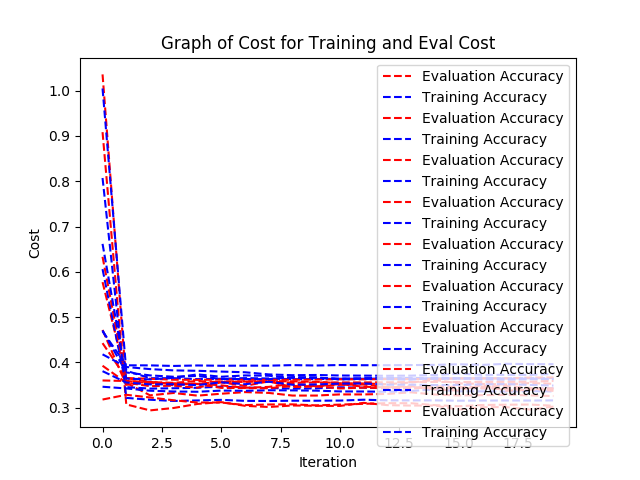 Graph of Cost for Training and Eval Cost
Cost
1.0
0.9
0.8
0.7
0.6
0.5
0.4
0.3
Evaluation Accuracy
Training Accuracy
Evaluation Accuracy
Training Accuracy
Evaluation Accuracy
Training Accuracy
Evaluation Accuracy
Training Accuracy
Evaluation Accuracy
Training Accuracy
Evaluation Accuracy
Training Accuracy
Evaluation Accuracy
Training Accuracy
Evaluation Accuracy
Training Accuracy
Evaluation Accuracy
Training Accuracy
0.0 2.5 5.0 7.5 10.0 12.5 15.0 17.5
Iteration